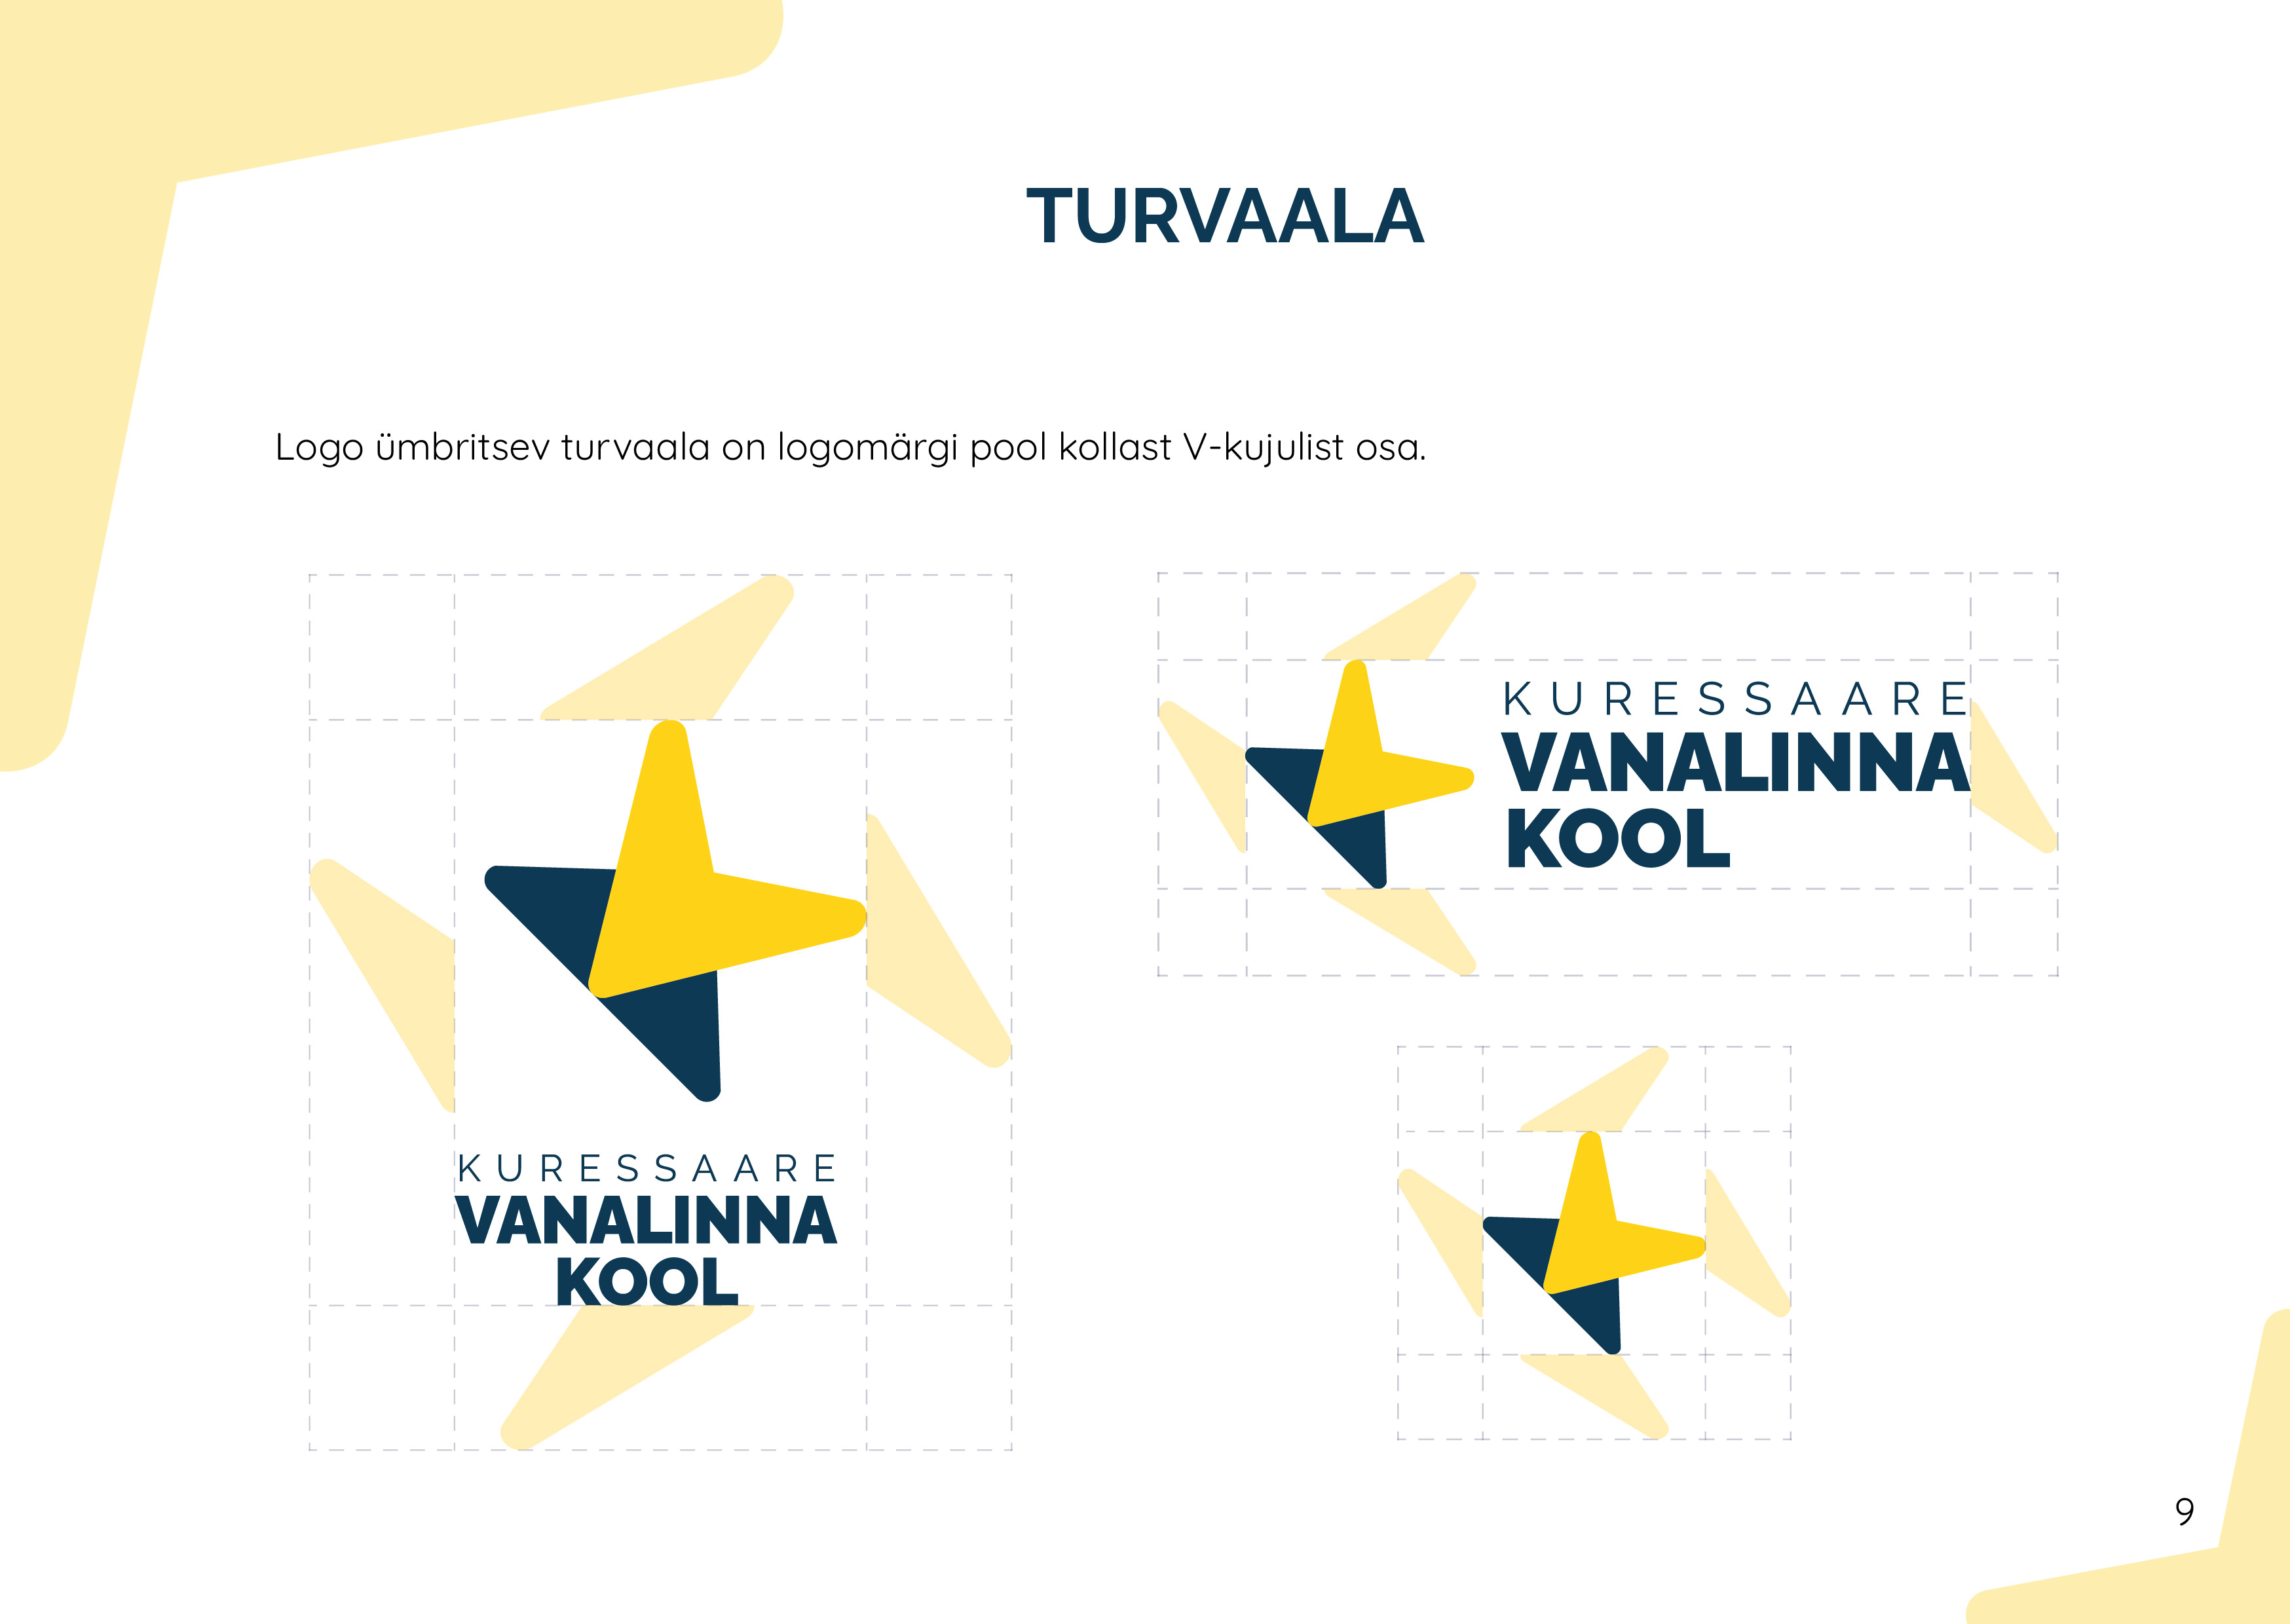 TURVAALA
Logo ümbritsev turvaala on logomärgi pool kollast V-kujulist osa.
KURESSAARE
VANALINNA
KOOL
KURESSAARE
VANALINNA
KOOL
9